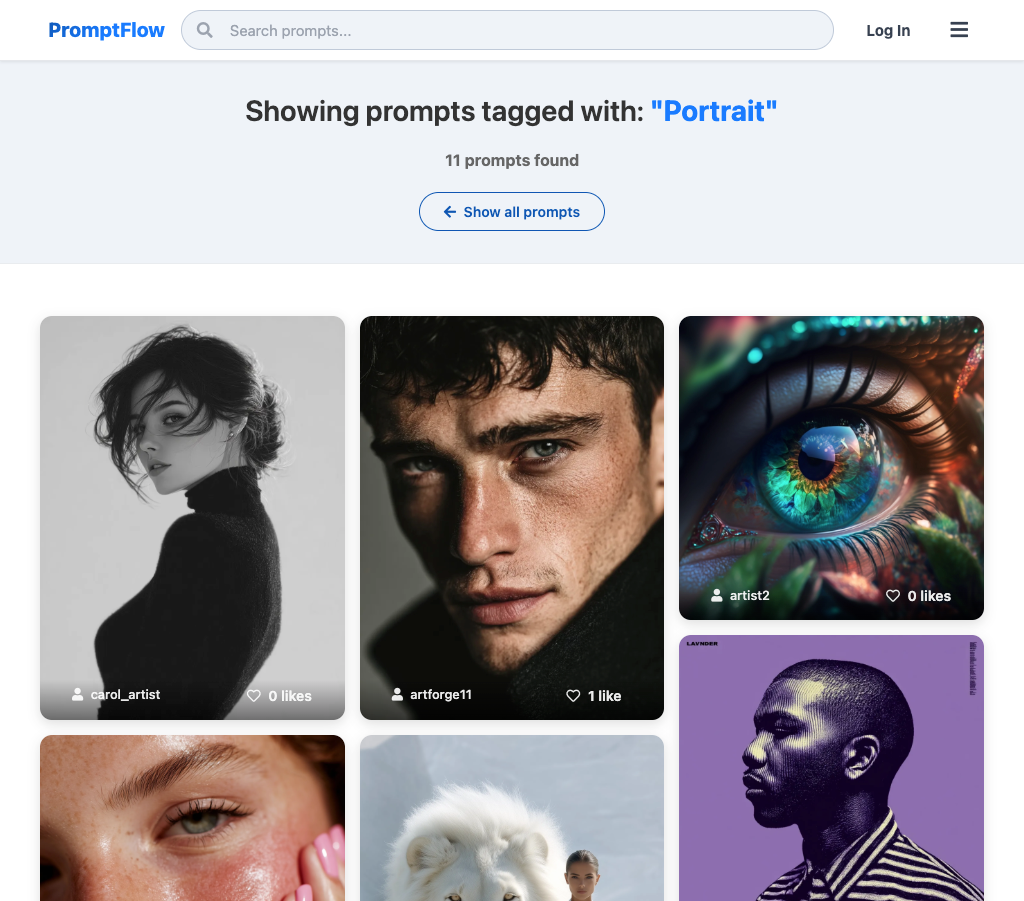 PromptFlow
Search prompts...
Log In
Showing prompts tagged with: "Portrait"
11 prompts found
Show all prompts
carol_artist
0 likes
artforge11
1 like
artist2
0 likes
LAVNDER